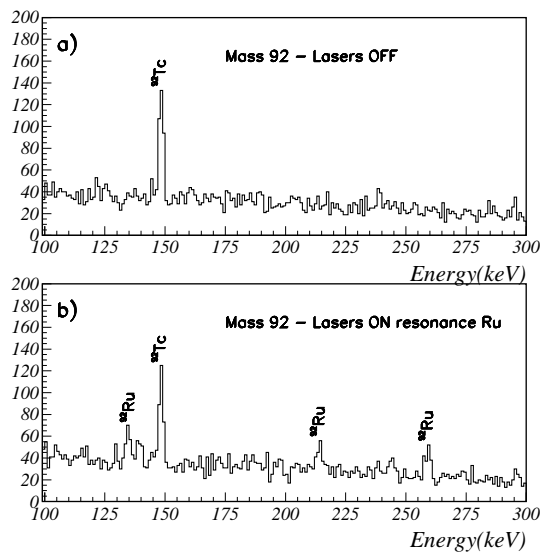 200
180
160
140
120
100
80
60
40
20
0
a)
Mass 92 – Lasers OFF
⁹²Tc
100 125 150 175 200 225 250 275 300
Energy(keV)
200
180
160
140
120
100
80
60
40
20
0
b)
Mass 92 – Lasers ON resonance Ru
⁹²Ru
⁹²Tc
⁹²Ru
⁹²Ru
100 125 150 175 200 225 250 275 300
Energy(keV)